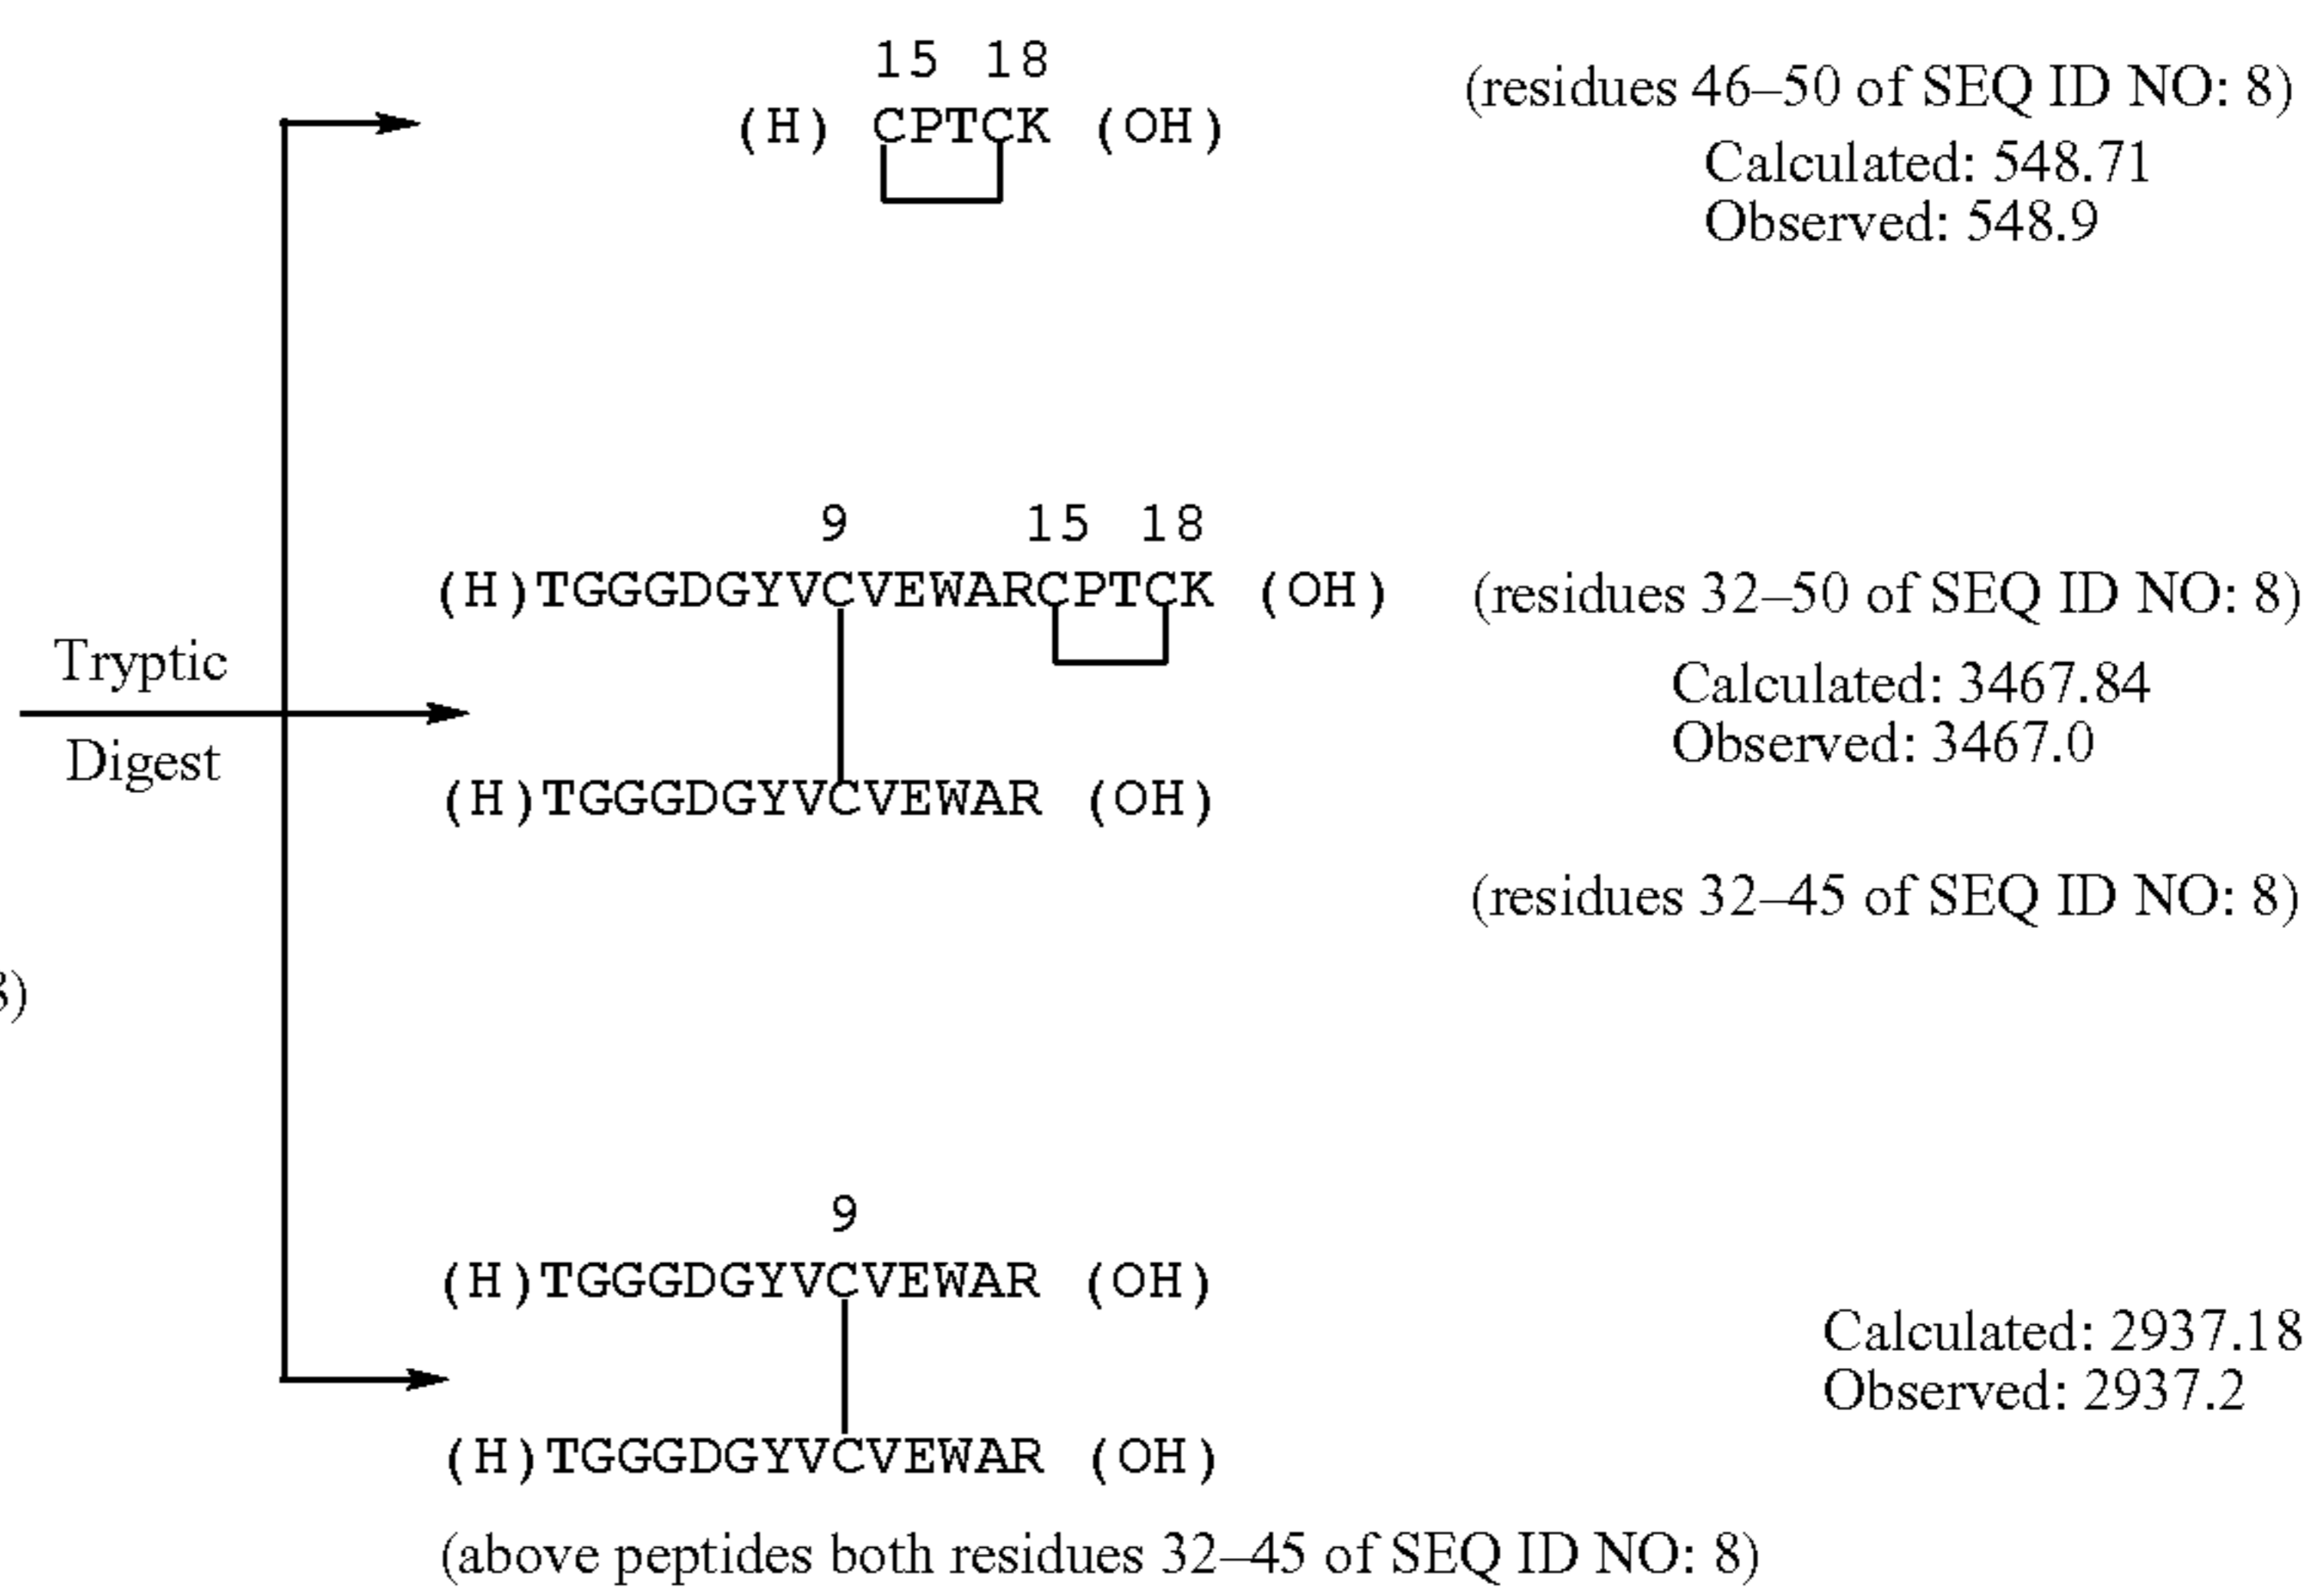 15 18
(H) CPTCK (OH)
(residues 46–50 of SEQ ID NO: 8)
Calculated: 548.71
Observed: 548.9
Tryptic
Digest
9 15 18
(H)TGGGDGYVCVEWARCPTCK (OH)
(residues 32–50 of SEQ ID NO: 8)
Calculated: 3467.84
Observed: 3467.0
(H)TGGGDGYVCVEWAR (OH)
(residues 32–45 of SEQ ID NO: 8)
8)
9
(H)TGGGDGYVCVEWAR (OH)
Calculated: 2937.18
Observed: 2937.2
(H)TGGGDGYVCVEWAR (OH)
(above peptides both residues 32–45 of SEQ ID NO: 8)